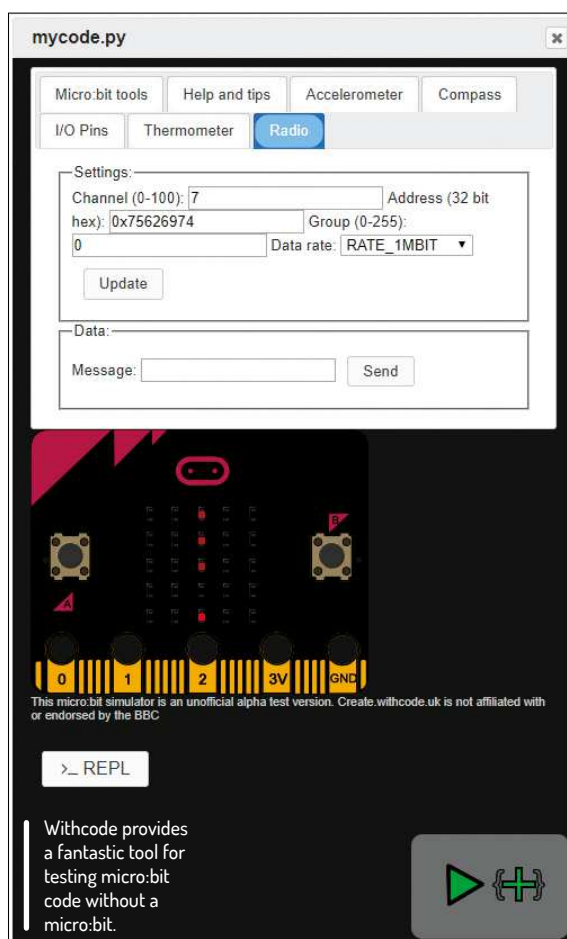 mycode.py
Micro:bit tools Help and tips Accelerometer Compass
I/O Pins Thermometer Radio
Settings:
Channel (0-100): 7 Address (32 bit
hex): 0x75626974 Group (0-255):
0 Data rate: RATE_1MBIT
Update
Data:
Message: Send
A B
0 1 2 3V GND
This micro:bit simulator is an unofficial alpha test version. Create.withcode.uk is not affiliated with
or endorsed by the BBC
>_ REPL
Withcode provides
a fantastic tool for
testing micro:bit
code without a
micro:bit.